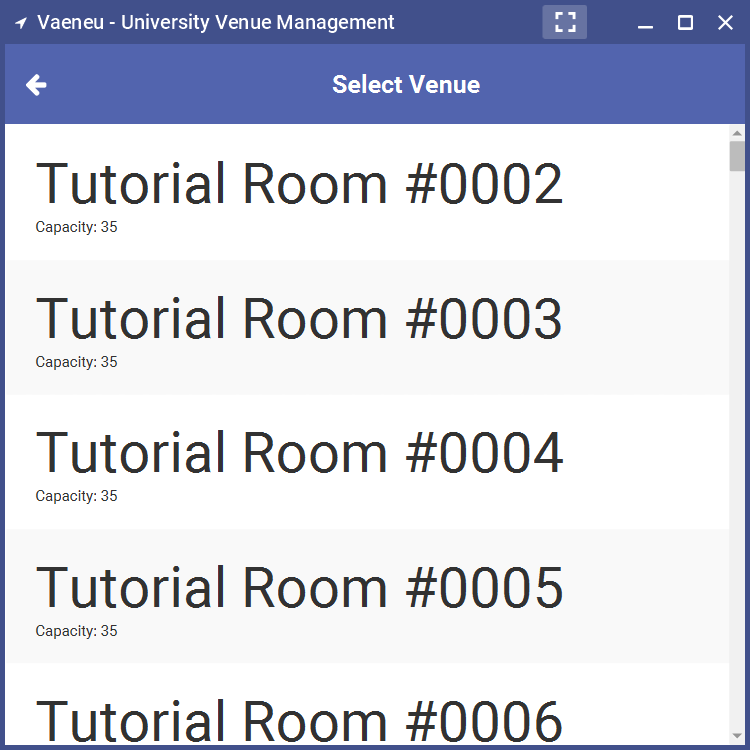 Vaeneu - University Venue Management
Select Venue
Tutorial Room #0002
Capacity: 35
Tutorial Room #0003
Capacity: 35
Tutorial Room #0004
Capacity: 35
Tutorial Room #0005
Capacity: 35
Tutorial Room #0006